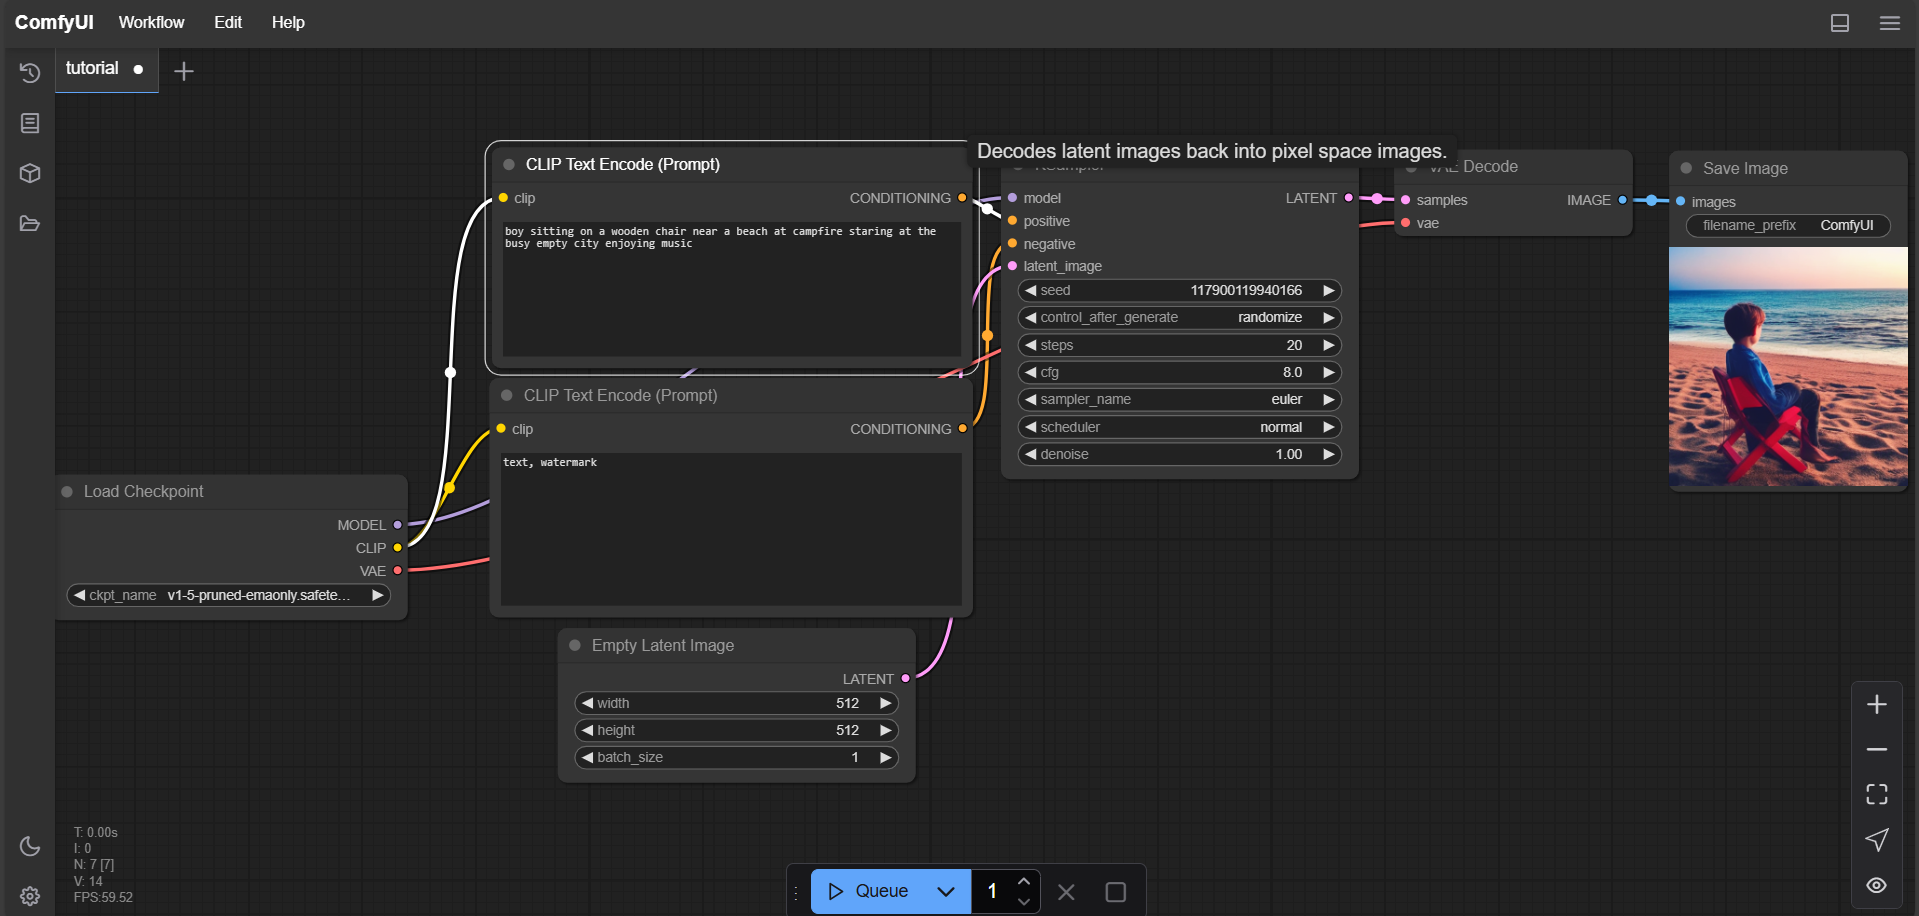 ComfyUI Workflow Edit Help
tutorial
CLIP Text Encode (Prompt)
clip CONDITIONING
boy sitting on a wooden chair near a beach at campfire staring at the
busy empty city enjoying music
CLIP Text Encode (Prompt)
clip CONDITIONING
text, watermark
Load Checkpoint
MODEL
CLIP
VAE
ckpt_name v1-5-pruned-emaonly.safete...
Empty Latent Image
LATENT
width 512
height 512
batch_size 1
Decodes latent images back into pixel space images.
model LATENT
positive
negative
latent_image
seed 117900119940166
control_after_generate randomize
steps 20
cfg 8.0
sampler_name euler
scheduler normal
denoise 1.00
VAE Decode
samples IMAGE
vae
Save Image
images
filename_prefix ComfyUI
T: 0.00s
I: 0
N: 7 [7]
V: 14
FPS:59.52
Queue 1